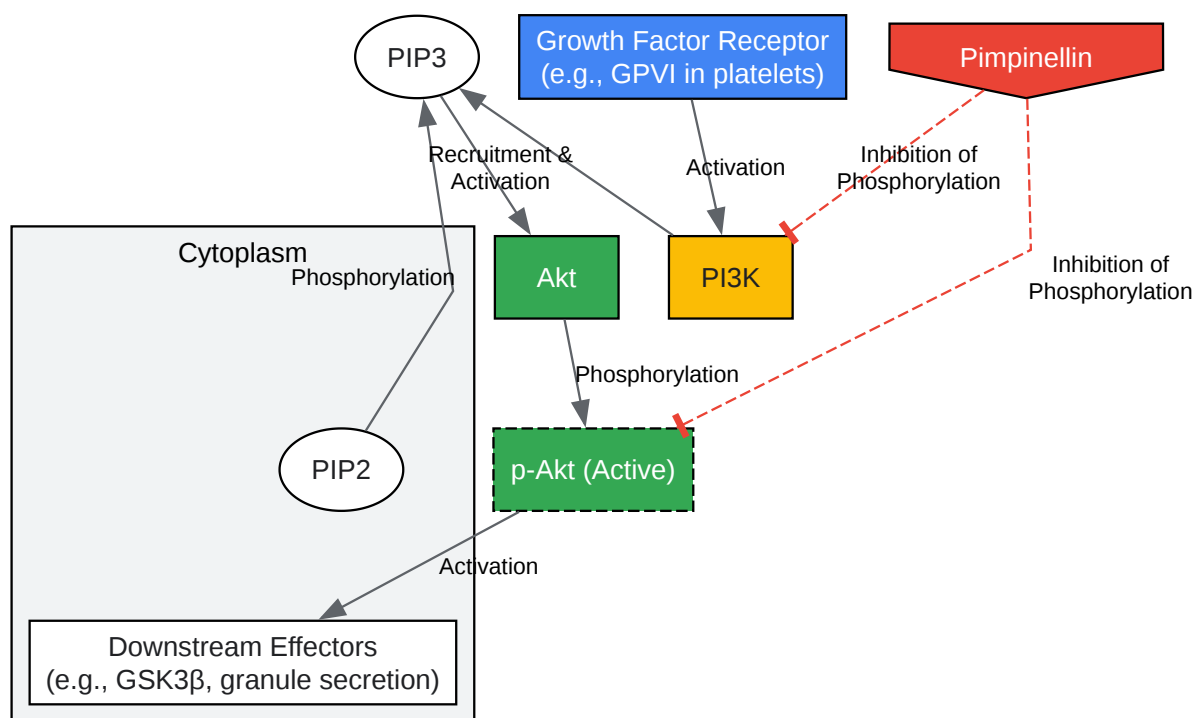 PIP3
Growth Factor Receptor
(e.g., GPVI in platelets)
Pimpinellin
Recruitment &
Activation
Activation
Inhibition of
Phosphorylation
Cytoplasm
Phosphorylation
Akt
PI3K
Inhibition of
Phosphorylation
Phosphorylation
PIP2
p-Akt (Active)
Activation
Downstream Effectors
(e.g., GSK3β, granule secretion)